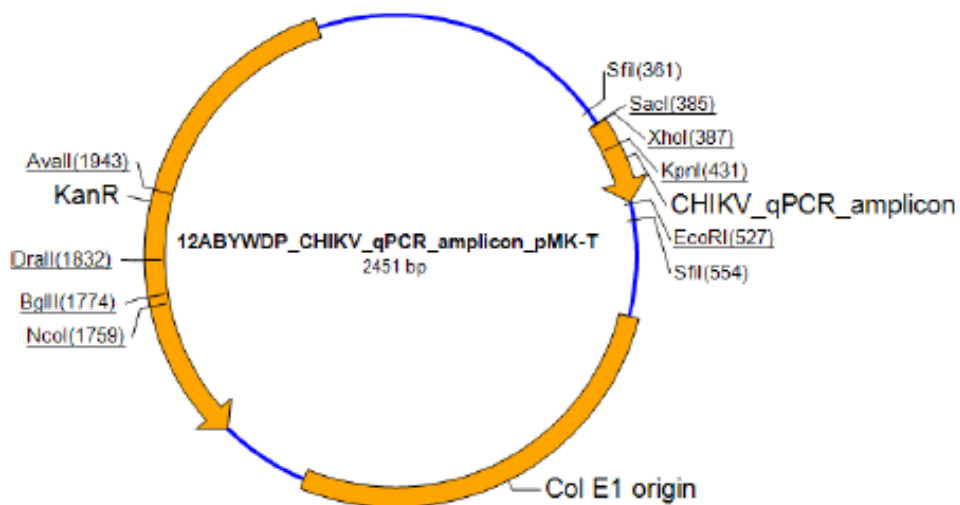 SfiI(361)
SacI(385)
XhoI(387)
KpnI(431)
CHIKV_qPCR_amplicon
EcoRI(527)
SfiI(554)
AvaII(1943)
KanR
12ABYWDP_CHIKV_qPCR_amplicon_pMK-T
2451 bp
DraII(1832)
BglII(1774)
NcoI(1759)
Col E1 origin